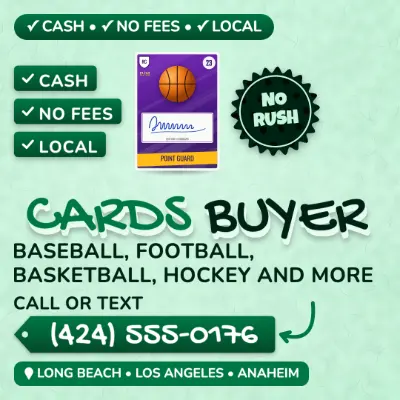 ✓ CASH • ✓ NO FEES • ✓ LOCAL
✓ CASH
✓ NO FEES
✓ LOCAL
23
POINT GUARD
NO
RUSH
CARDS BUYER
BASEBALL, FOOTBALL,
BASKETBALL, HOCKEY AND MORE
CALL OR TEXT
(424) 555-0176
LONG BEACH • LOS ANGELES • ANAHEIM